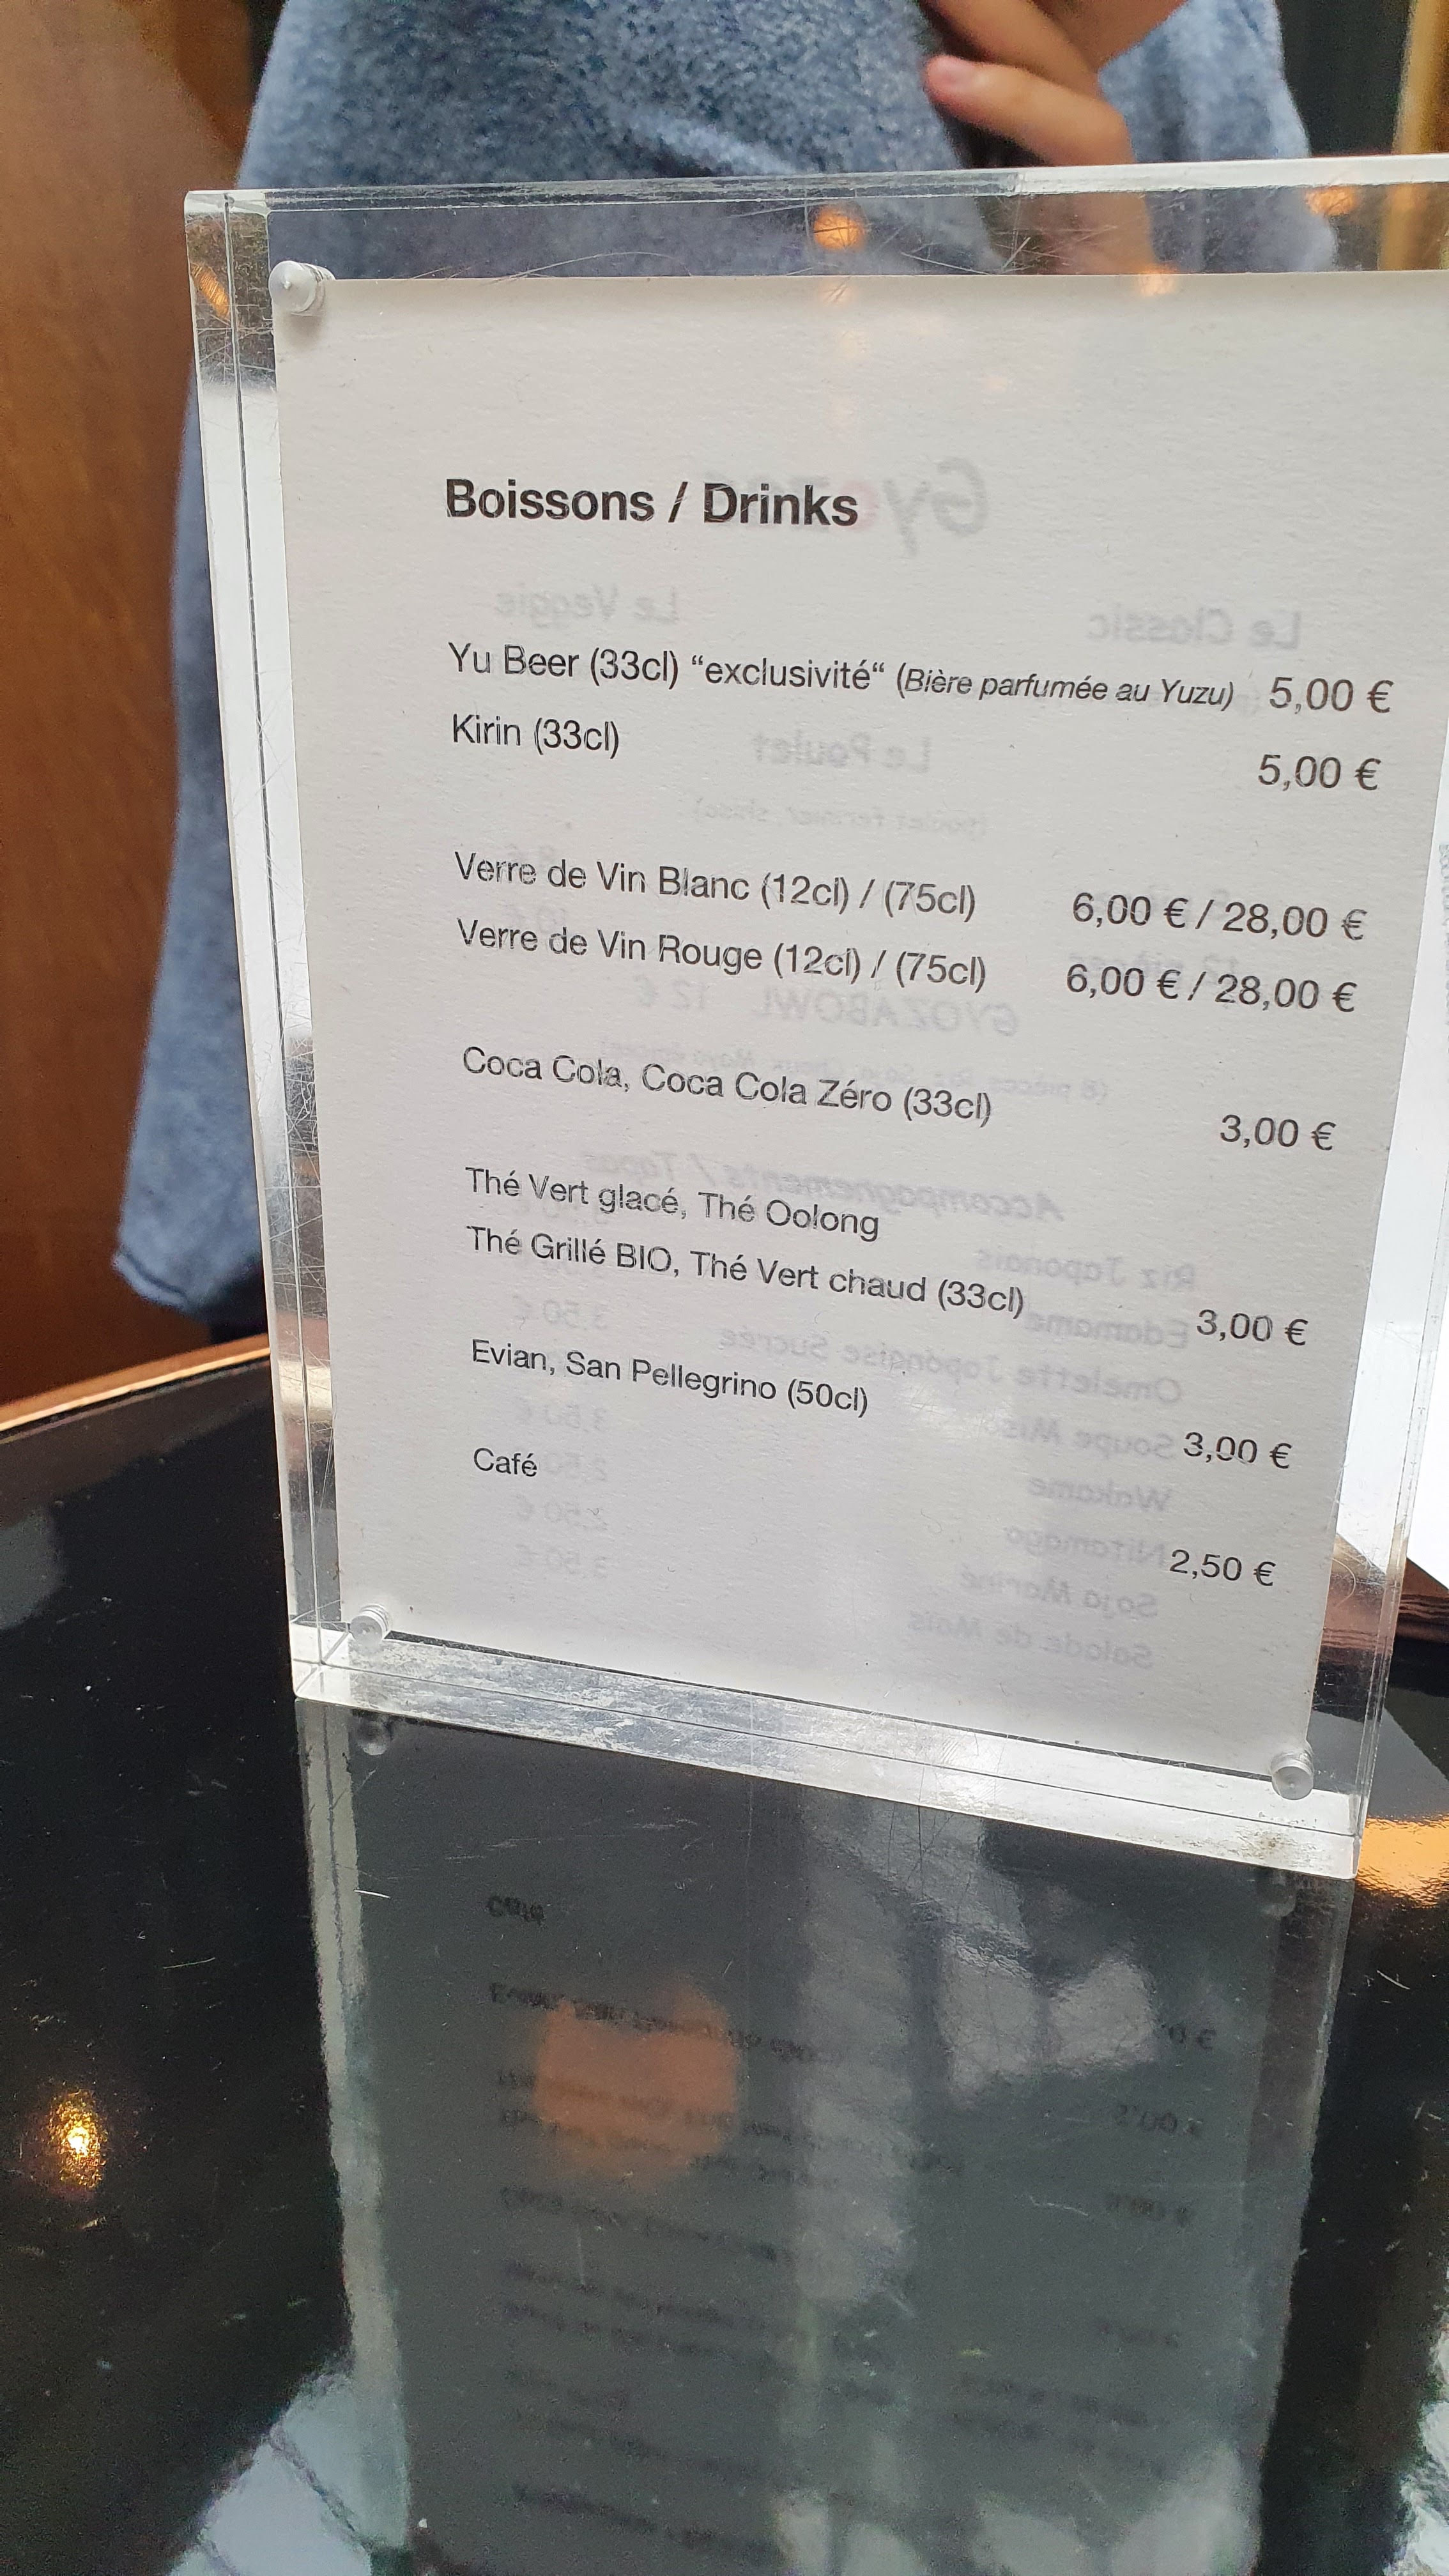 Boissons / Drinks
Yu Beer (33cl) “exclusivité“ (Bière parfumée au Yuzu) 5,00 €
Kirin (33cl) 5,00 €
Verre de Vin Blanc (12cl) / (75cl) 6,00 € / 28,00 €
Verre de Vin Rouge (12cl) / (75cl) 6,00 € / 28,00 €
Coca Cola, Coca Cola Zéro (33cl) 3,00 €
Thé Vert glacé, Thé Oolong
Thé Grillé BIO, Thé Vert chaud (33cl) 3,00 €
Evian, San Pellegrino (50cl) 3,00 €
Café 2,50 €